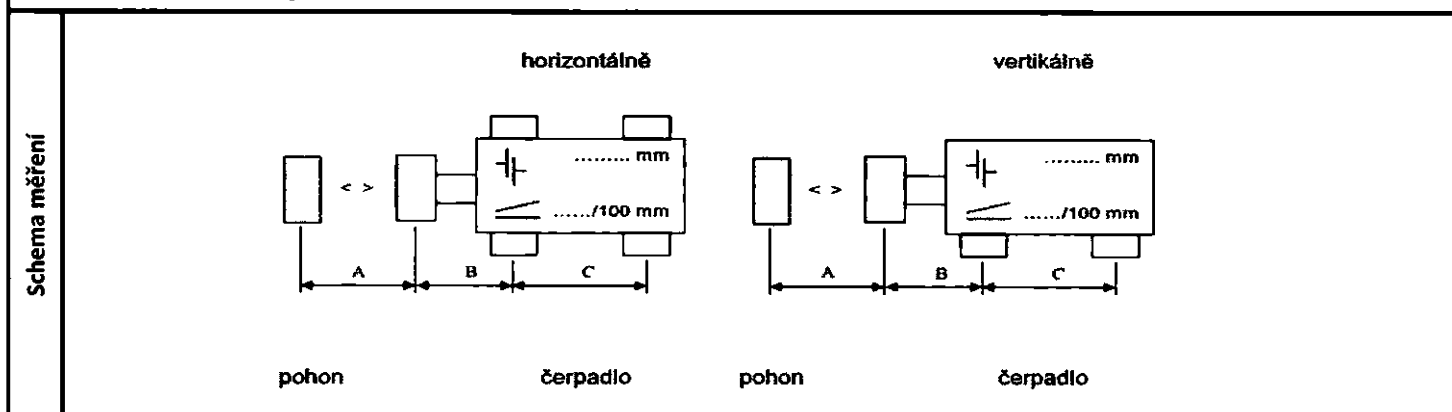 Schema měření
horizontálně
vertikálně
< >
......... mm
....../100 mm
A
B
C
< >
......... mm
....../100 mm
A
B
C
pohon
čerpadlo
pohon
čerpadlo